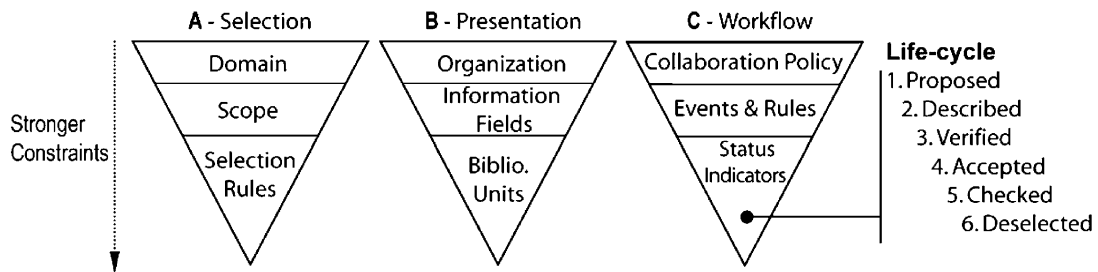 A - Selection
B - Presentation
C - Workflow
Stronger
Constraints
Domain
Scope
Selection
Rules
Organization
Information
Fields
Biblio.
Units
Collaboration Policy
Events & Rules
Status
Indicators
Life-cycle
1. Proposed
2. Described
3. Verified
4. Accepted
5. Checked
6. Deselected